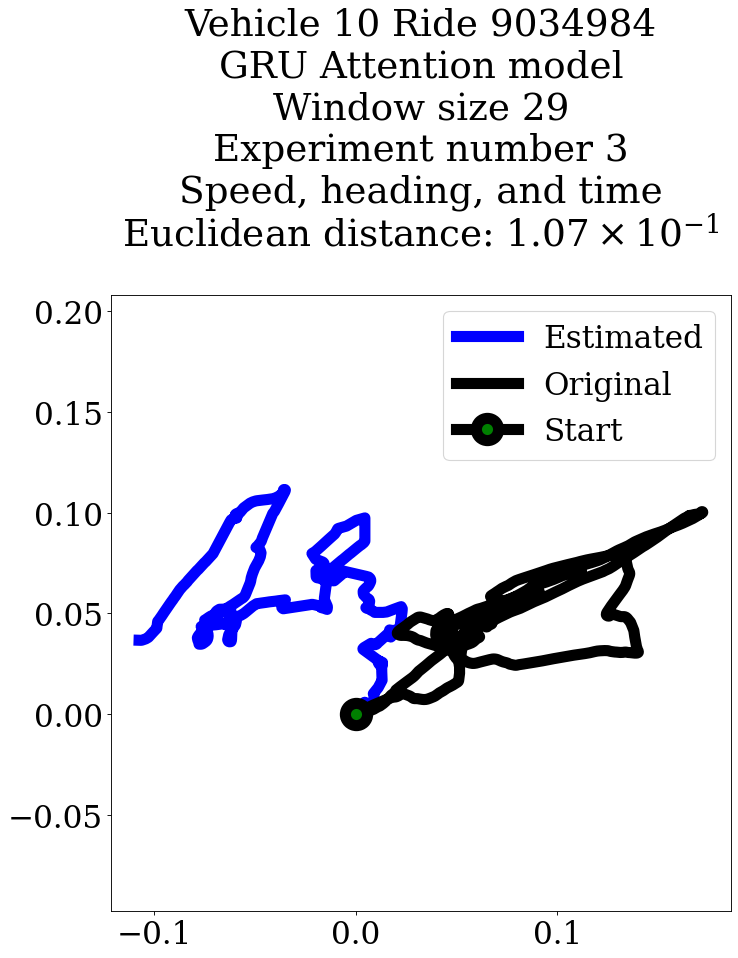 Vehicle 10 Ride 9034984
GRU Attention model
Window size 29
Experiment number 3
Speed, heading, and time
Euclidean distance: 1.07 × 10⁻¹
0.20
0.15
0.10
0.05
0.00
−0.05
Estimated
Original
Start
−0.1
0.0
0.1